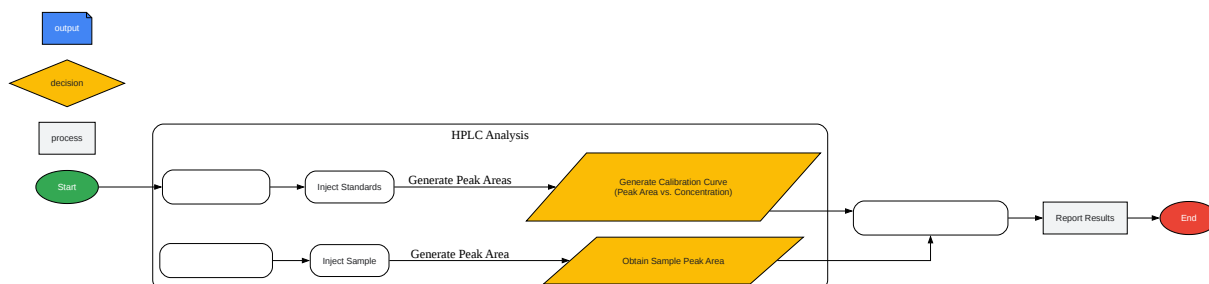 output
decision
process
Start
HPLC Analysis
Inject Standards
Generate Peak Areas
Generate Calibration Curve
(Peak Area vs. Concentration)
Inject Sample
Generate Peak Area
Obtain Sample Peak Area
Report Results
End